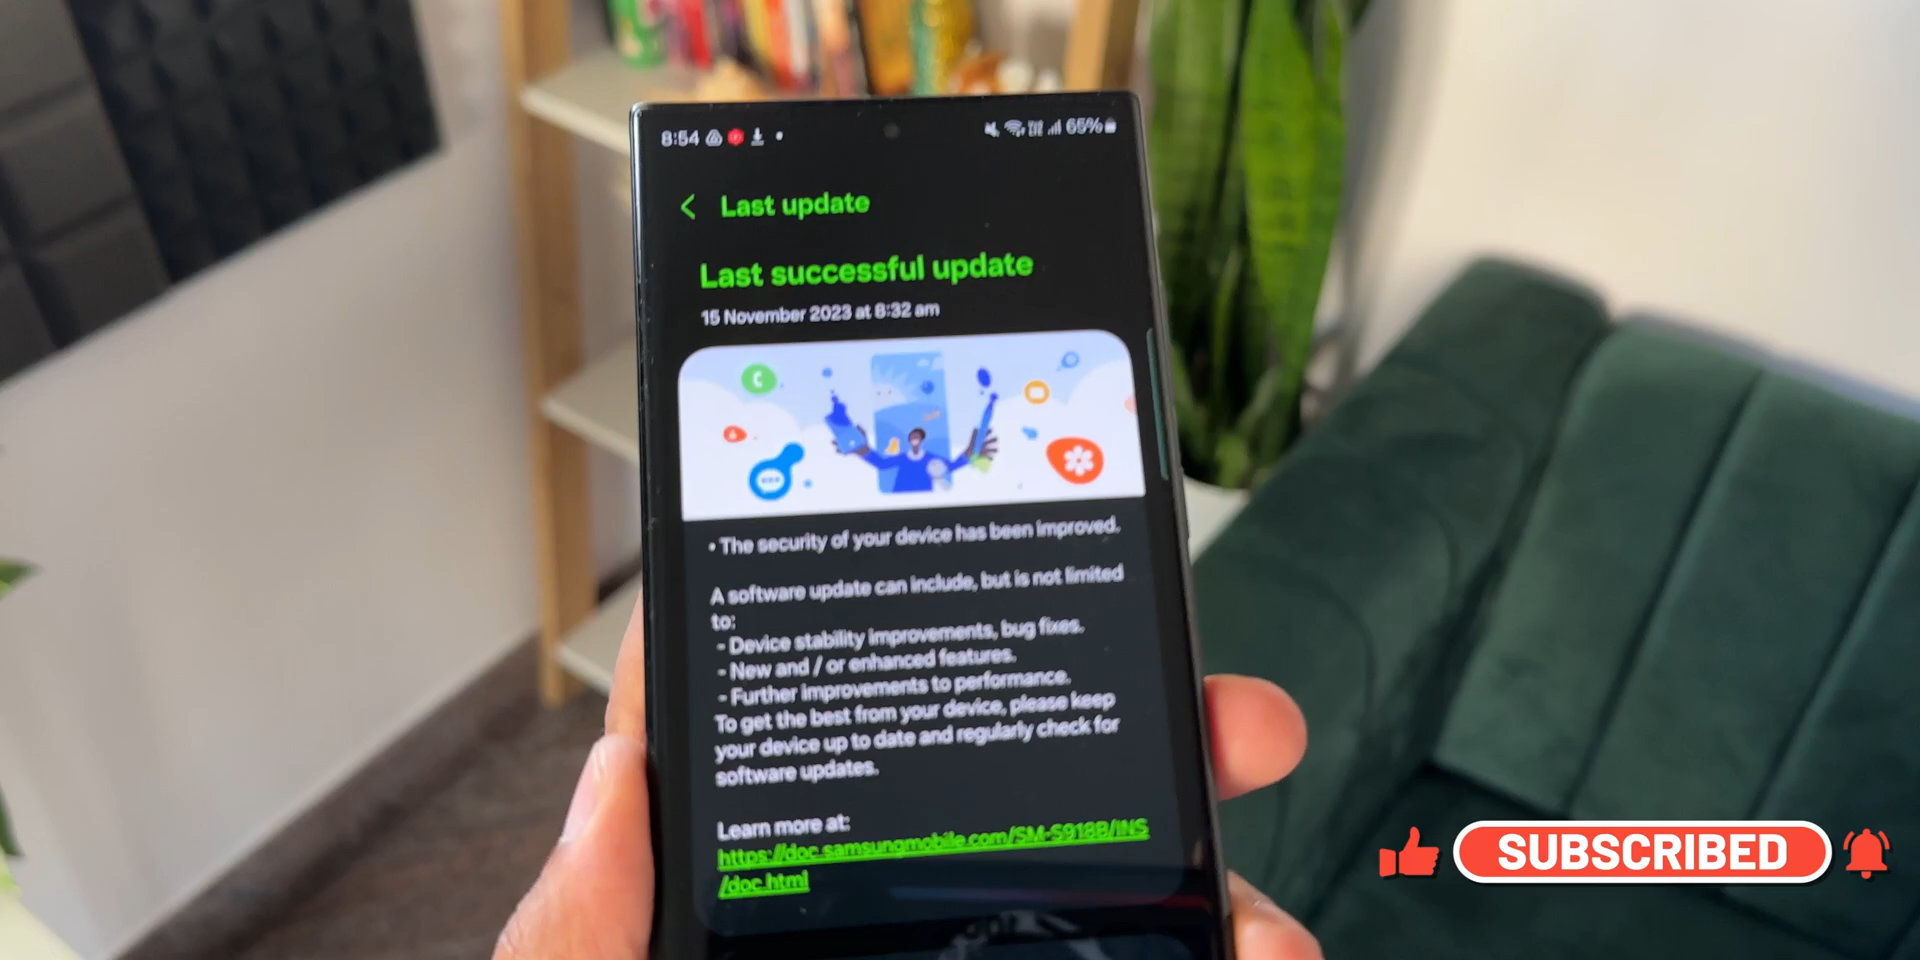 8:54
65%
Last update
Last successful update
15 November 2023 at 8:32 am
• The security of your device has been improved.
A software update can include, but is not limited
to:
- Device stability improvements, bug fixes.
- New and / or enhanced features.
- Further improvements to performance.
To get the best from your device, please keep
your device up to date and regularly check for
software updates.
Learn more at:
https://doc.samsungmobile.com/SM-S918B/INS
/doc.html
SUBSCRIBED